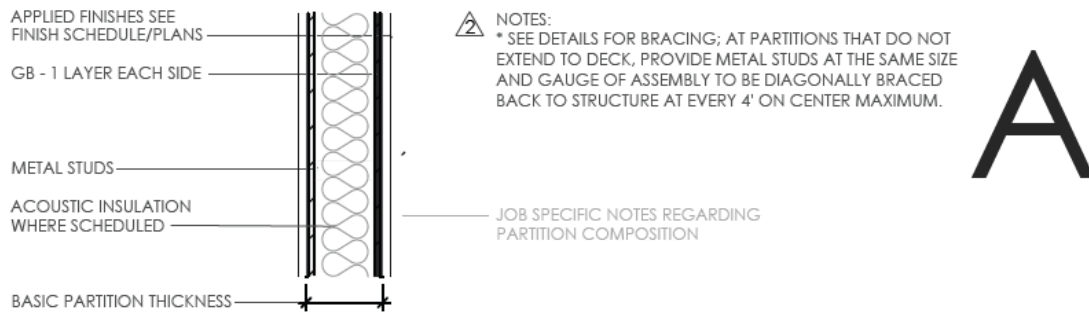 APPLIED FINISHES SEE
FINISH SCHEDULE/PLANS
GB - 1 LAYER EACH SIDE
METAL STUDS
ACOUSTIC INSULATION
WHERE SCHEDULED
BASIC PARTITION THICKNESS
2
NOTES:
* SEE DETAILS FOR BRACING; AT PARTITIONS THAT DO NOT
EXTEND TO DECK, PROVIDE METAL STUDS AT THE SAME SIZE
AND GAUGE OF ASSEMBLY TO BE DIAGONALLY BRACED
BACK TO STRUCTURE AT EVERY 4' ON CENTER MAXIMUM.
JOB SPECIFIC NOTES REGARDING
PARTITION COMPOSITION
A